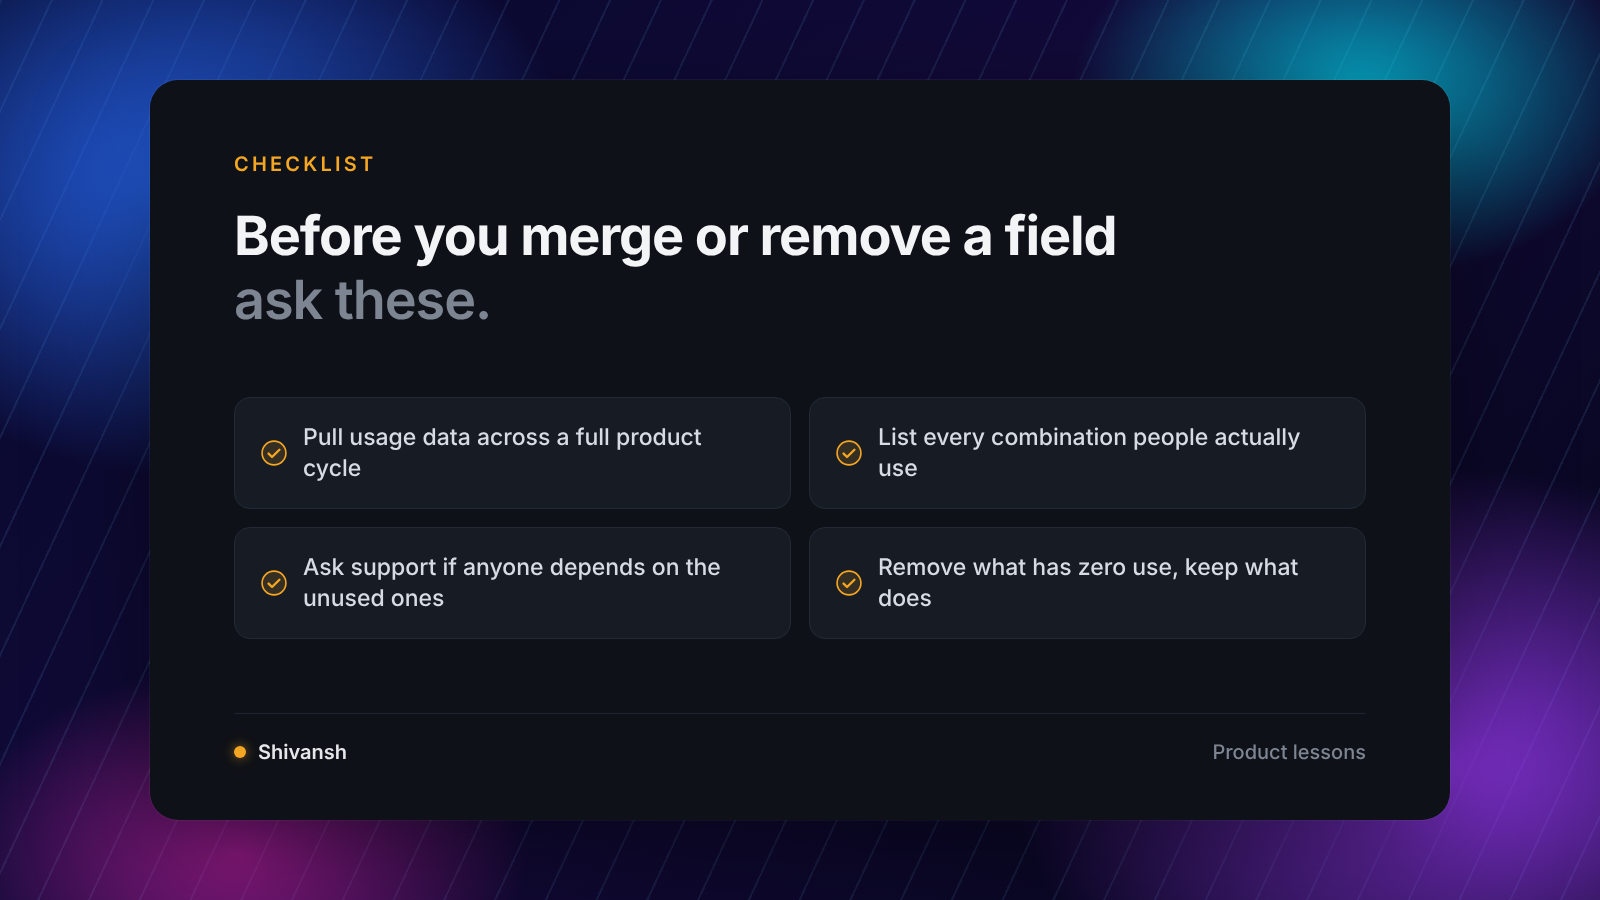 CHECKLIST
Before you merge or remove a field
ask these.
Pull usage data across a full product
cycle
List every combination people actually
use
Ask support if anyone depends on the
unused ones
Remove what has zero use, keep what
does
Shivansh
Product lessons